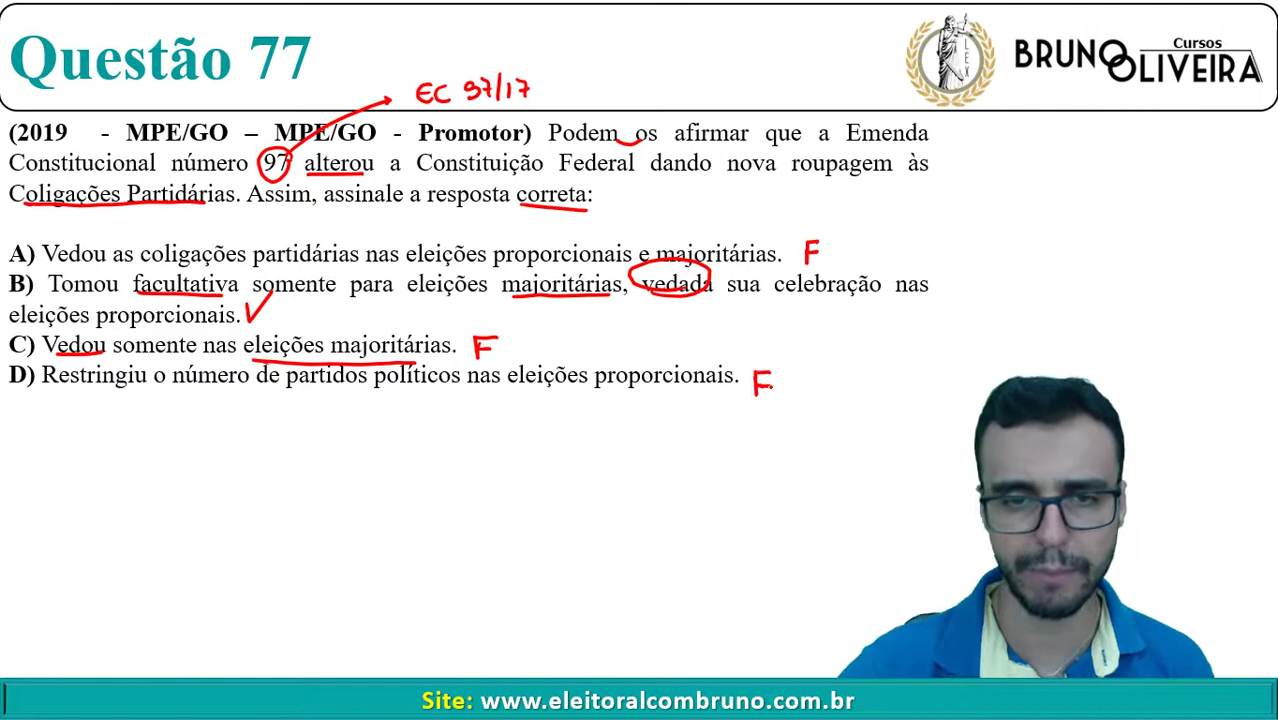 Questão 77
Cursos
BRUNO
OLIVEIRA
EC 97/17
(2019 - MPE/GO – MPE/GO - Promotor) Podem os afirmar que a Emenda
Constitucional número 97 alterou a Constituição Federal dando nova roupagem às
Coligações Partidárias. Assim, assinale a resposta correta:
A) Vedou as coligações partidárias nas eleições proporcionais e majoritárias. F
B) Tomou facultativa somente para eleições majoritárias, vedada sua celebração nas
eleições proporcionais.
C) Vedou somente nas eleições majoritárias. F
D) Restringiu o número de partidos políticos nas eleições proporcionais. F
Site: www.eleitoralcombruno.com.br